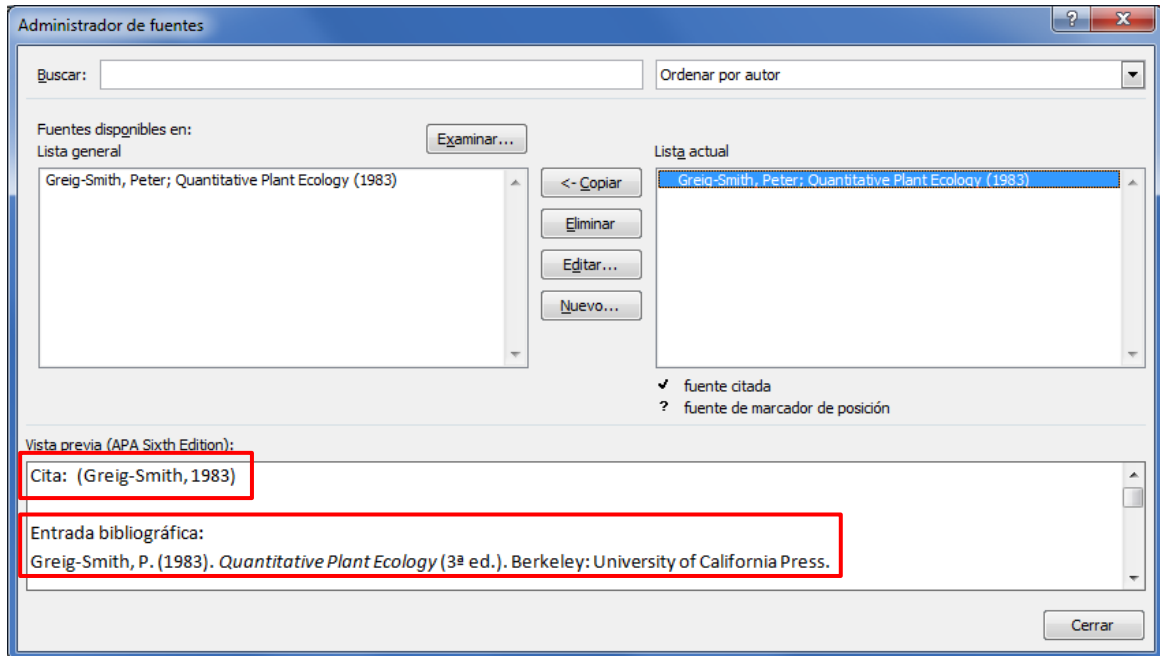 Administrador de fuentes
Buscar:
Ordenar por autor
Fuentes disponibles en:
Lista general
Examinar...
Lista actual
Greig-Smith, Peter; Quantitative Plant Ecology (1983)
<- Copiar
Eliminar
Editar...
Nuevo...
Greig-Smith, Peter; Quantitative Plant Ecology (1983)
✓ fuente citada
? fuente de marcador de posición
Vista previa (APA Sixth Edition):
Cita: (Greig-Smith, 1983)
Entrada bibliográfica:
Greig-Smith, P. (1983). Quantitative Plant Ecology (3ª ed.). Berkeley: University of California Press.
Cerrar